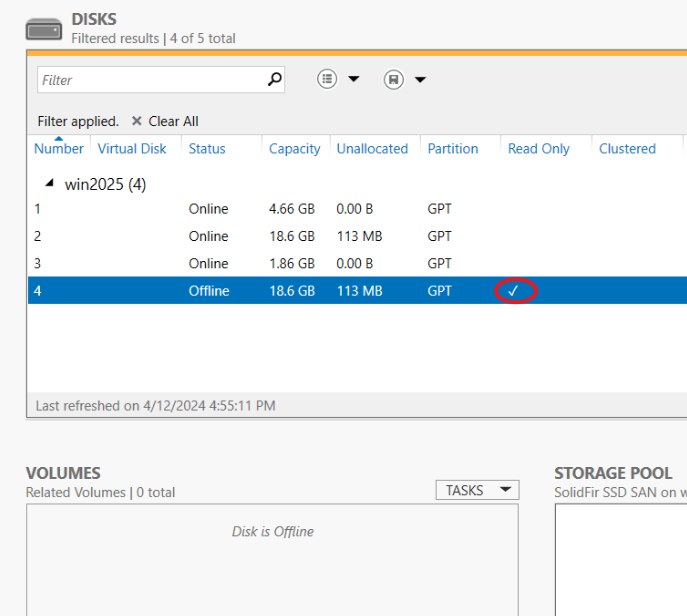 DISKS
Filtered results | 4 of 5 total
Filter
Filter applied. Clear All
Number Virtual Disk Status Capacity Unallocated Partition Read Only Clustered
win2025 (4)
1 Online 4.66 GB 0.00 B GPT
2 Online 18.6 GB 113 MB GPT
3 Online 1.86 GB 0.00 B GPT
4 Offline 18.6 GB 113 MB GPT ✓
Last refreshed on 4/12/2024 4:55:11 PM
VOLUMES
Related Volumes | 0 total
TASKS
Disk is Offline
STORAGE POOL
SolidFir SSD SAN on w